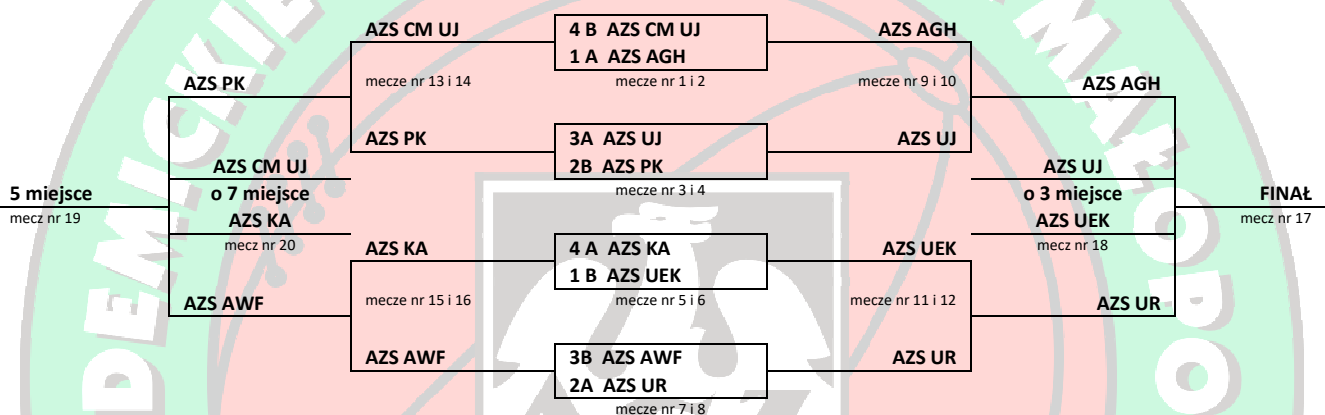 AZS CM UJ
4 B AZS CM UJ
AZS AGH
1 A AZS AGH
AZS PK
mecze nr 13 i 14
mecze nr 1 i 2
mecze nr 9 i 10
AZS AGH
AZS PK
3A AZS UJ
AZS UJ
2B AZS PK
AZS CM UJ
AZS UJ
mecze nr 3 i 4
5 miejsce
o 7 miejsce
o 3 miejsce
FINAŁ
mecz nr 19
AZS KA
AZS UEK
mecz nr 17
mecz nr 20
mecz nr 18
AZS KA
4 A AZS KA
AZS UEK
1 B AZS UEK
AZS AWF
mecze nr 15 i 16
mecze nr 5 i 6
mecze nr 11 i 12
AZS UR
AZS AWF
3B AZS AWF
AZS UR
2A AZS UR
mecze nr 7 i 8